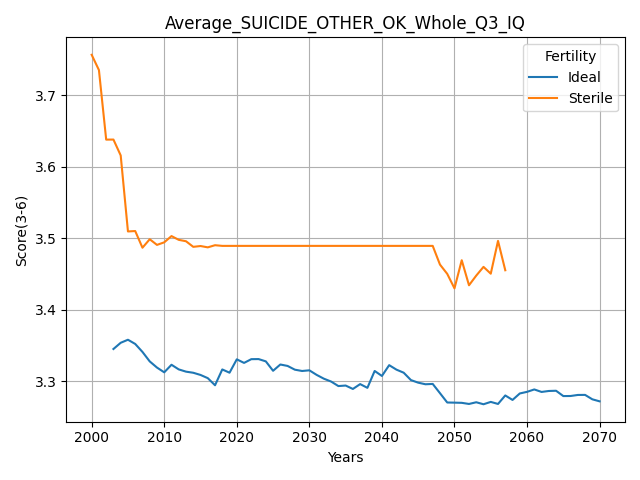 Average_SUICIDE_OTHER_OK_Whole_Q3_IQ
Fertility
Ideal
Sterile
Score(3-6)
3.7
3.6
3.5
3.4
3.3
2000 2010 2020 2030 2040 2050 2060 2070
Years